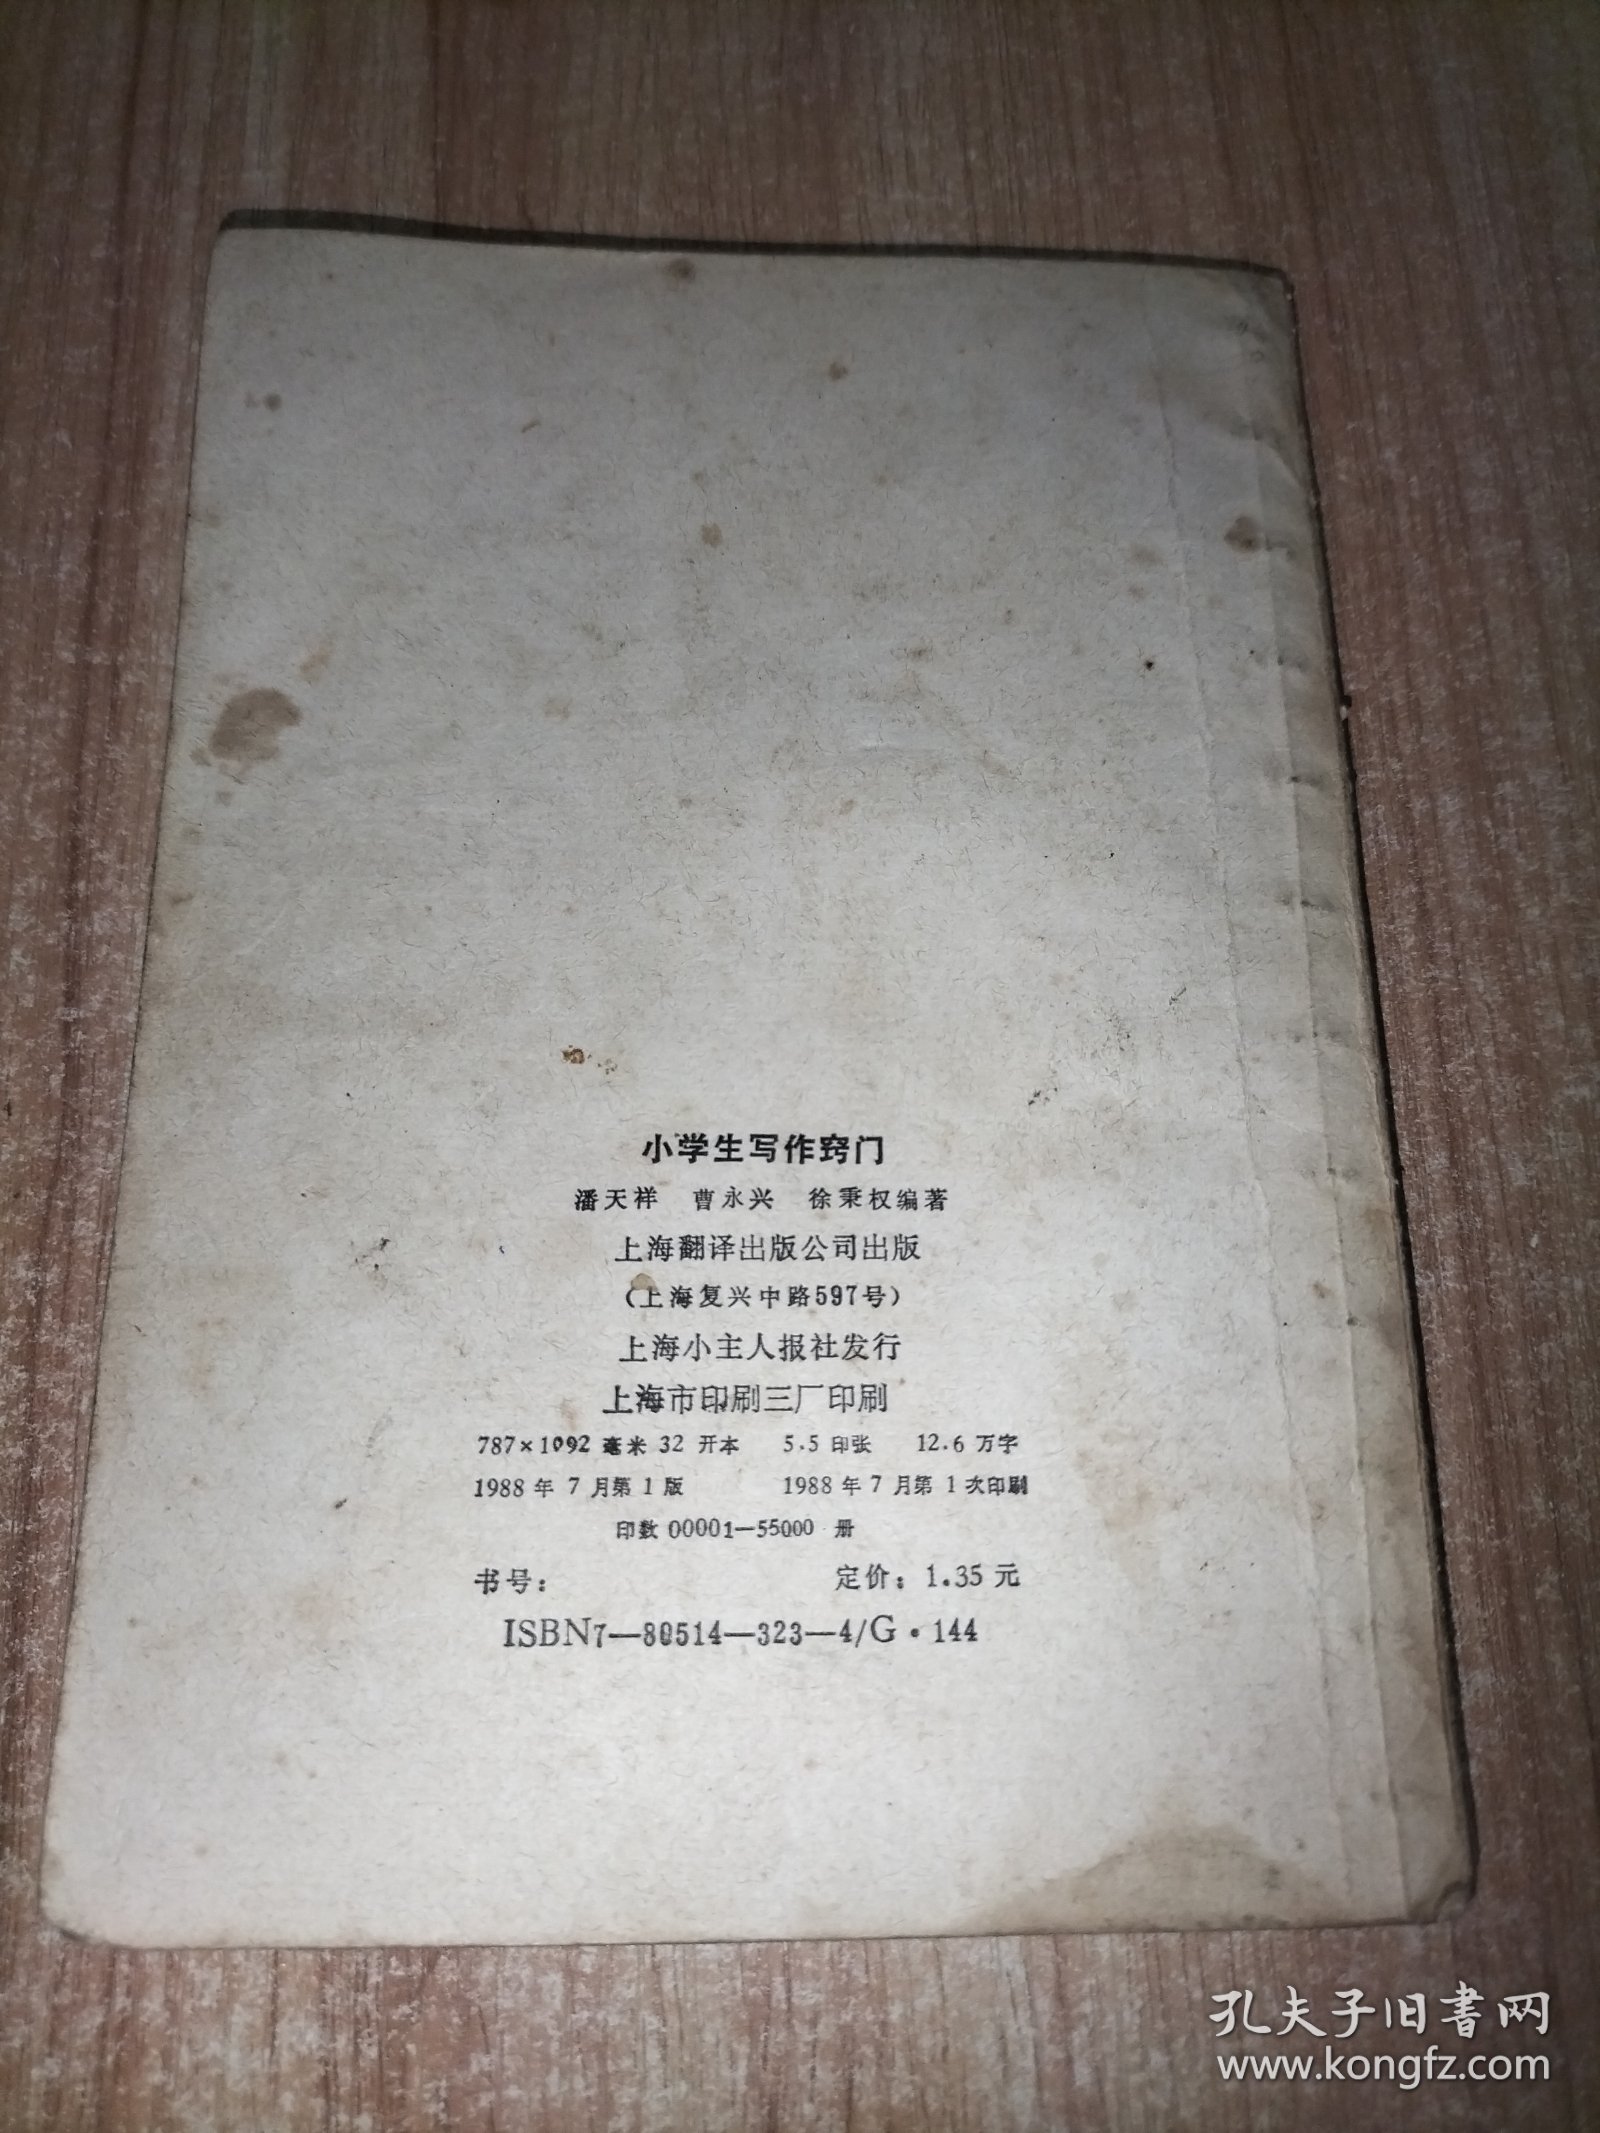 小学生写作窍门
潘天祥 曹永兴 徐秉权编著
上海翻译出版公司出版
（上海复兴中路597号）
上海小主人报社发行
上海市印刷三厂印刷
787×1092 毫米 32 开本 5.5 印张 12.6 万字
1988 年 7 月第 1 版 1988 年 7 月第 1 次印刷
印数 00001—55000 册
书号： 定价：1.35 元
ISBN7—80514—323—4/G·144
孔夫子旧書网
www.kongfz.com